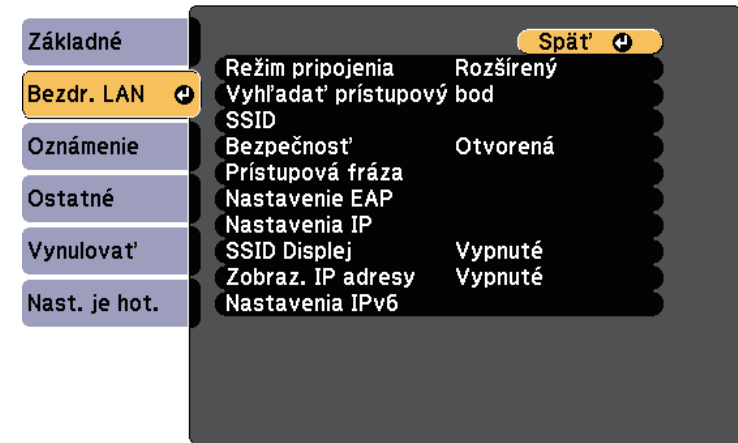 Základné
Bezdr. LAN
Oznámenie
Ostatné
Vynulovať
Nast. je hot.
Späť
Režim pripojenia Rozšírený
Vyhľadať prístupový bod
SSID
Bezpečnosť Otvorená
Prístupová fráza
Nastavenie EAP
Nastavenia IP
SSID Displej Vypnuté
Zobraz. IP adresy Vypnuté
Nastavenia IPv6